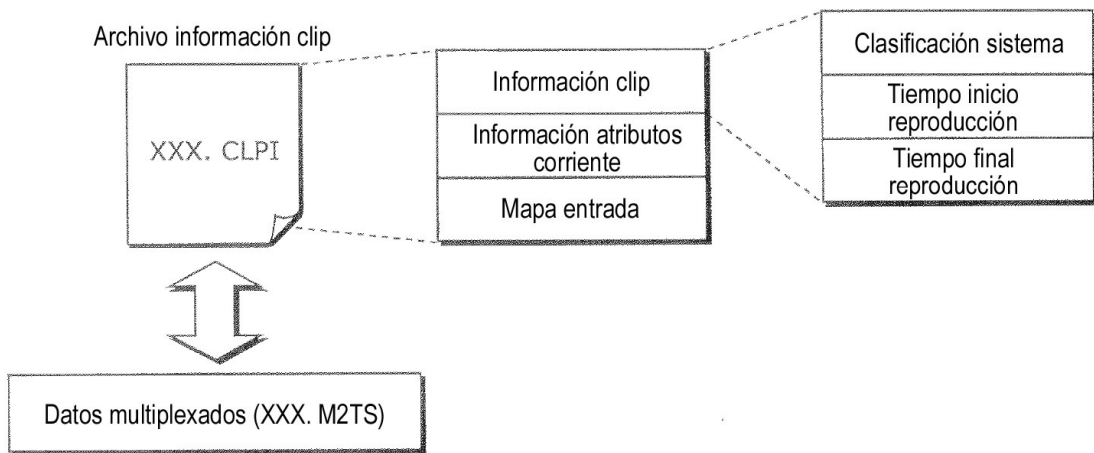 Archivo información clip
XXX. CLPI
Información clip
Información atributos
corriente
Mapa entrada
Clasificación sistema
Tiempo inicio
reproducción
Tiempo final
reproducción
Datos multiplexados (XXX. M2TS)